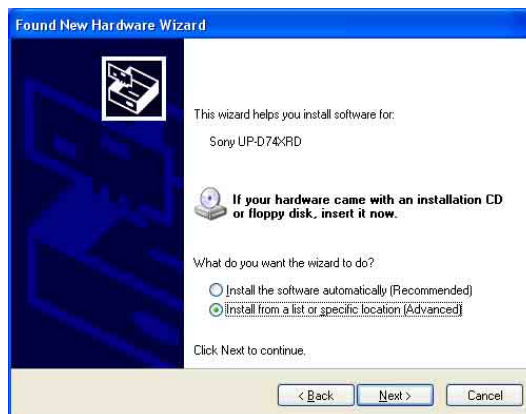 Found New Hardware Wizard
This wizard helps you install software for:
Sony UP-D74XRD
If your hardware came with an installation CD
or floppy disk, insert it now.
What do you want the wizard to do?
Install the software automatically (Recommended)
Install from a list or specific location (Advanced)
Click Next to continue.
< Back
Next >
Cancel